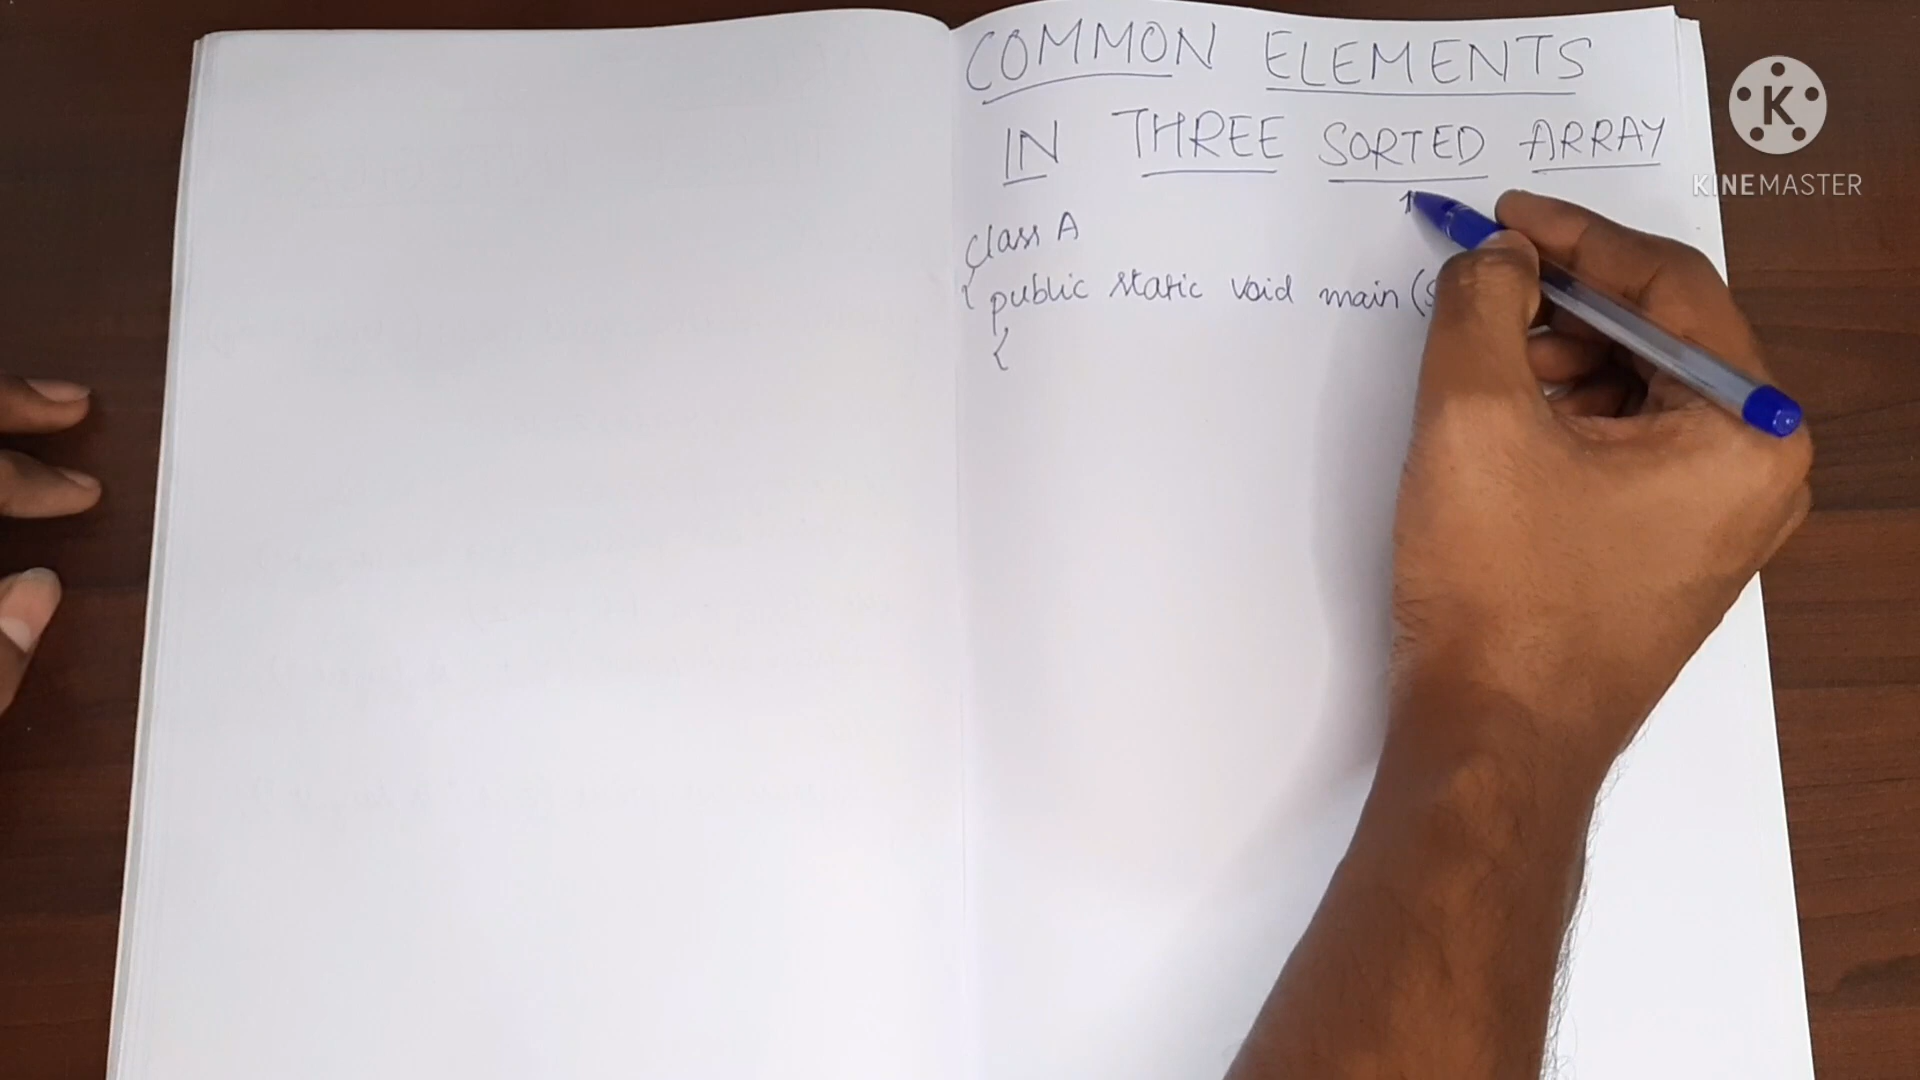 COMMON ELEMENTS
IN THREE SORTED ARRAY
class A
{ public static void main (S
{
K
KINEMASTER